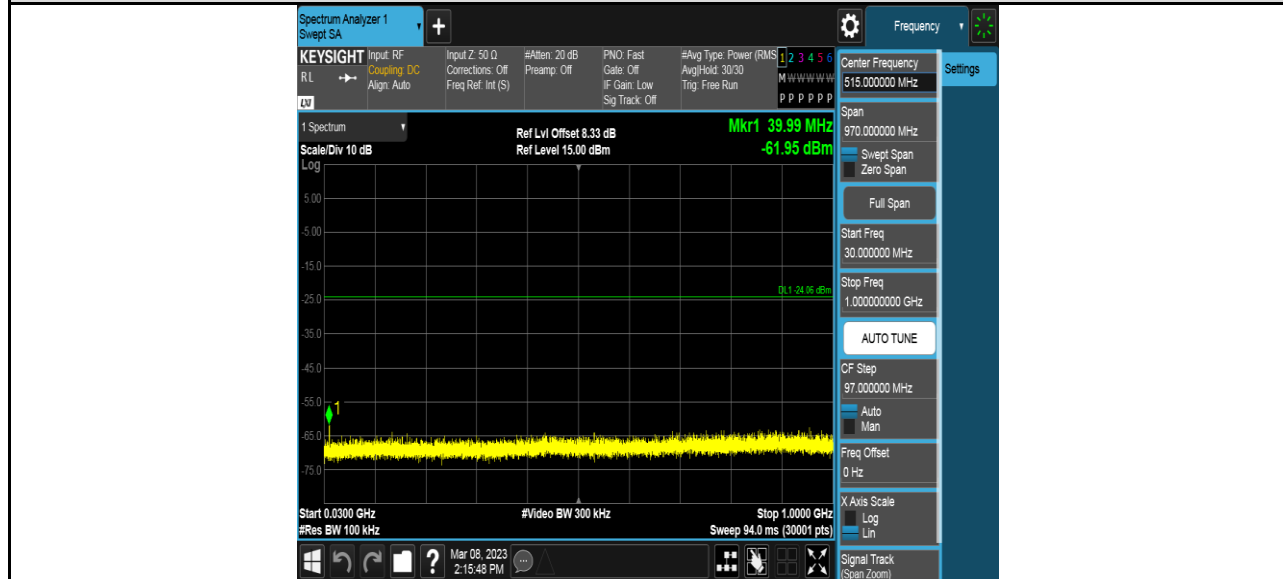 Spectrum Analyzer 1
Swept SA
+
Frequency
KEYSIGHT
RL
LXI
Input: RF
Coupling: DC
Align: Auto
Input Z: 50 Ω
Corrections: Off
Freq Ref: Int (S)
#Atten: 20 dB
Preamp: Off
PNO: Fast
Gate: Off
IF Gain: Low
Sig Track: Off
#Avg Type: Power (RMS
Avg|Hold: 30/30
Trig: Free Run
1 2 3 4 5 6
M W W W W W
P P P P P P
1 Spectrum
Scale/Div 10 dB
Log
Ref Lvl Offset 8.33 dB
Ref Level 15.00 dBm
Mkr1 39.99 MHz
-61.95 dBm
5.00
-5.00
-15.0
-25.0
-35.0
-45.0
-55.0
-65.0
-75.0
DL1 -24.06 dBm
1
Start 0.0300 GHz
#Res BW 100 kHz
#Video BW 300 kHz
Stop 1.0000 GHz
Sweep 94.0 ms (30001 pts)
?
Mar 08, 2023
2:15:48 PM
Center Frequency
515.000000 MHz
Settings
Span
970.000000 MHz
Swept Span
Zero Span
Full Span
Start Freq
30.000000 MHz
Stop Freq
1.000000000 GHz
AUTO TUNE
CF Step
97.000000 MHz
Auto
Man
Freq Offset
0 Hz
X Axis Scale
Log
Lin
Signal Track
(Span Zoom)